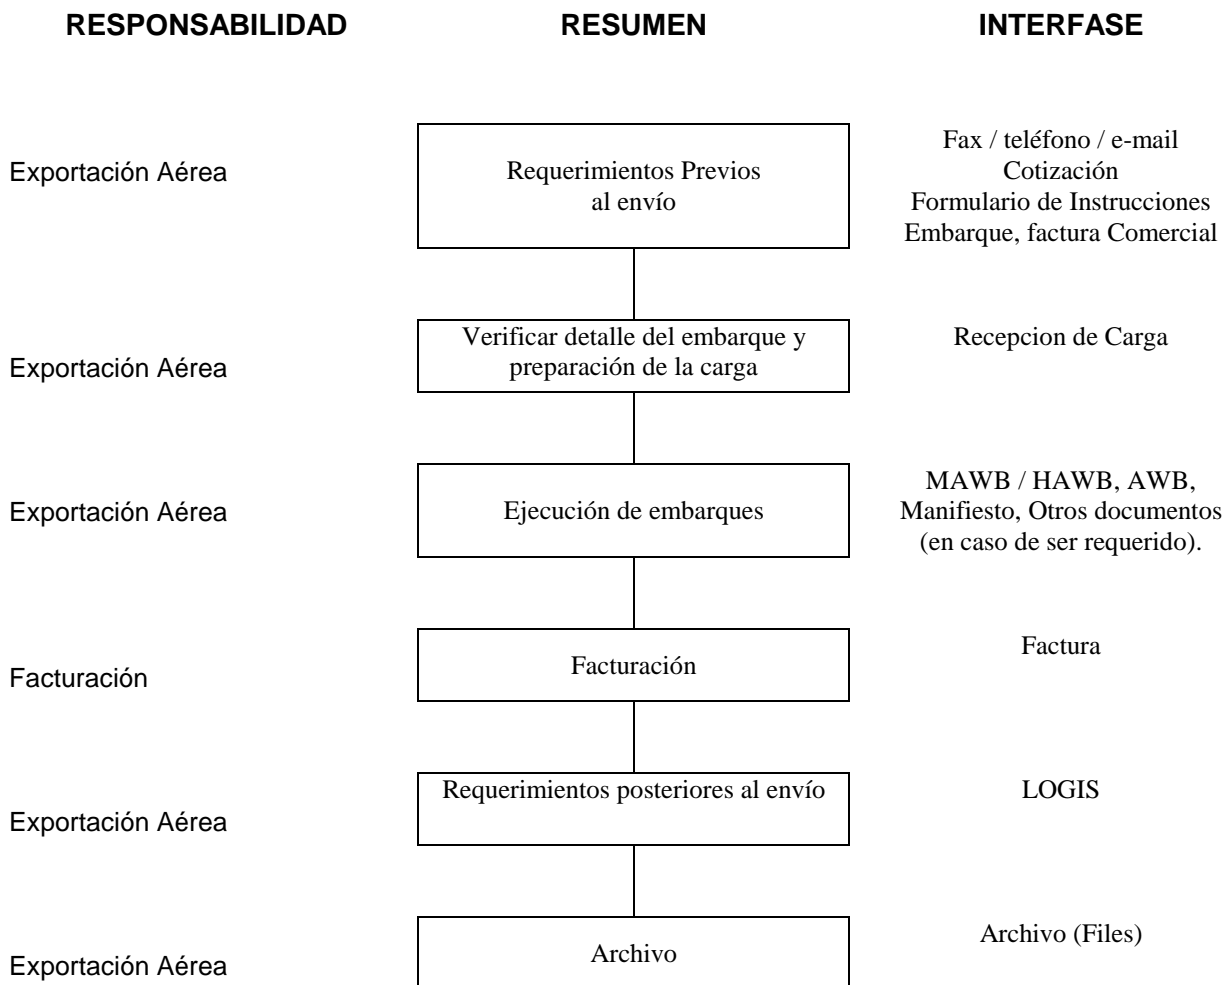 RESPONSABILIDAD
RESUMEN
INTERFASE
Exportación Aérea
Requerimientos Previos
al envío
Fax / teléfono / e-mail
Cotización
Formulario de Instrucciones
Embarque, factura Comercial
Exportación Aérea
Verificar detalle del embarque y
preparación de la carga
Recepcion de Carga
Exportación Aérea
Ejecución de embarques
MAWB / HAWB, AWB,
Manifiesto, Otros documentos
(en caso de ser requerido).
Facturación
Facturación
Factura
Exportación Aérea
Requerimientos posteriores al envío
LOGIS
Exportación Aérea
Archivo
Archivo (Files)